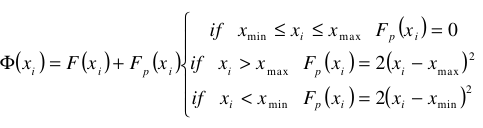 if x_min ≤ x_i ≤ x_max F_p(x_i) = 0
Φ(x_i) = F(x_i) + F_p(x_i) { if x_i > x_max F_p(x_i) = 2(x_i − x_max)²
if x_i < x_min F_p(x_i) = 2(x_i − x_min)²